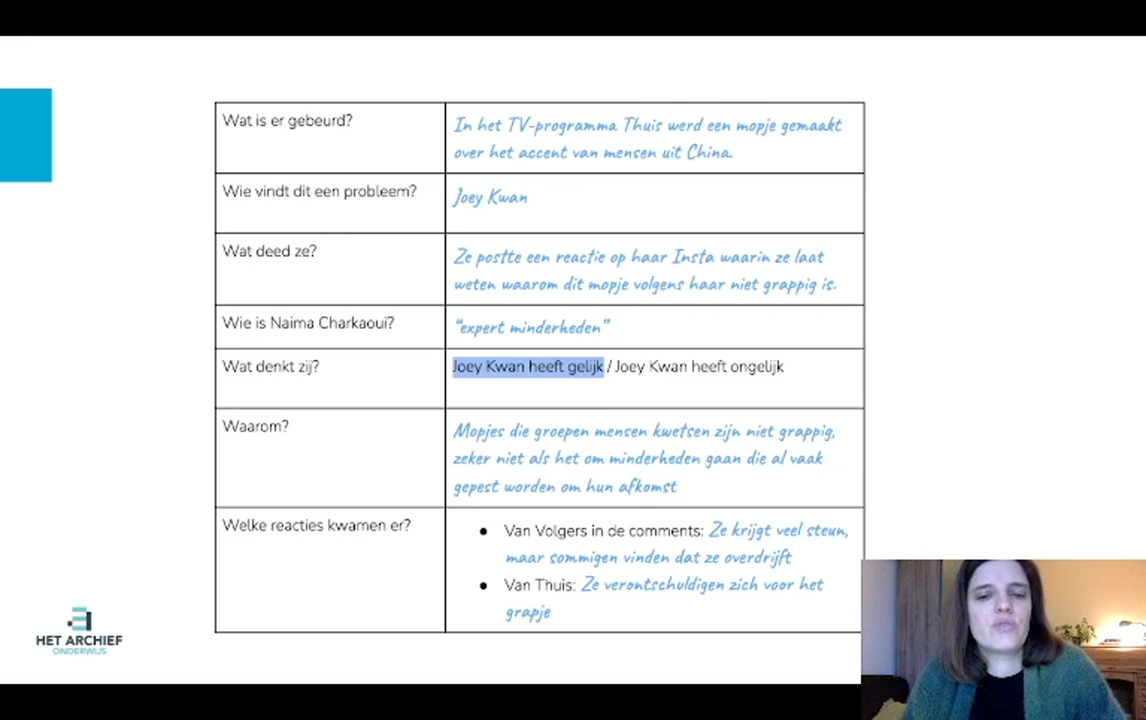 Wat is er gebeurd?
In het TV-programma Thuis werd een mopje gemaakt
over het accent van mensen uit China.
Wie vindt dit een probleem?
Joey Kwan
Wat deed ze?
Ze postte een reactie op haar Insta waarin ze laat
weten waarom dit mopje volgens haar niet grappig is.
Wie is Naima Charkaoui?
"expert minderheden"
Wat denkt zij?
Joey Kwan heeft gelijk / Joey Kwan heeft ongelijk
Waarom?
Mopjes die groepen mensen kwetsen zijn niet grappig,
zeker niet als het om minderheden gaan die al vaak
gepest worden om hun afkomst
Welke reacties kwamen er?
● Van Volgers in de comments: Ze krijgt veel steun,
maar sommigen vinden dat ze overdrijft
● Van Thuis: Ze verontschuldigen zich voor het
grapje
HET ARCHIEF
ONDERWIJS